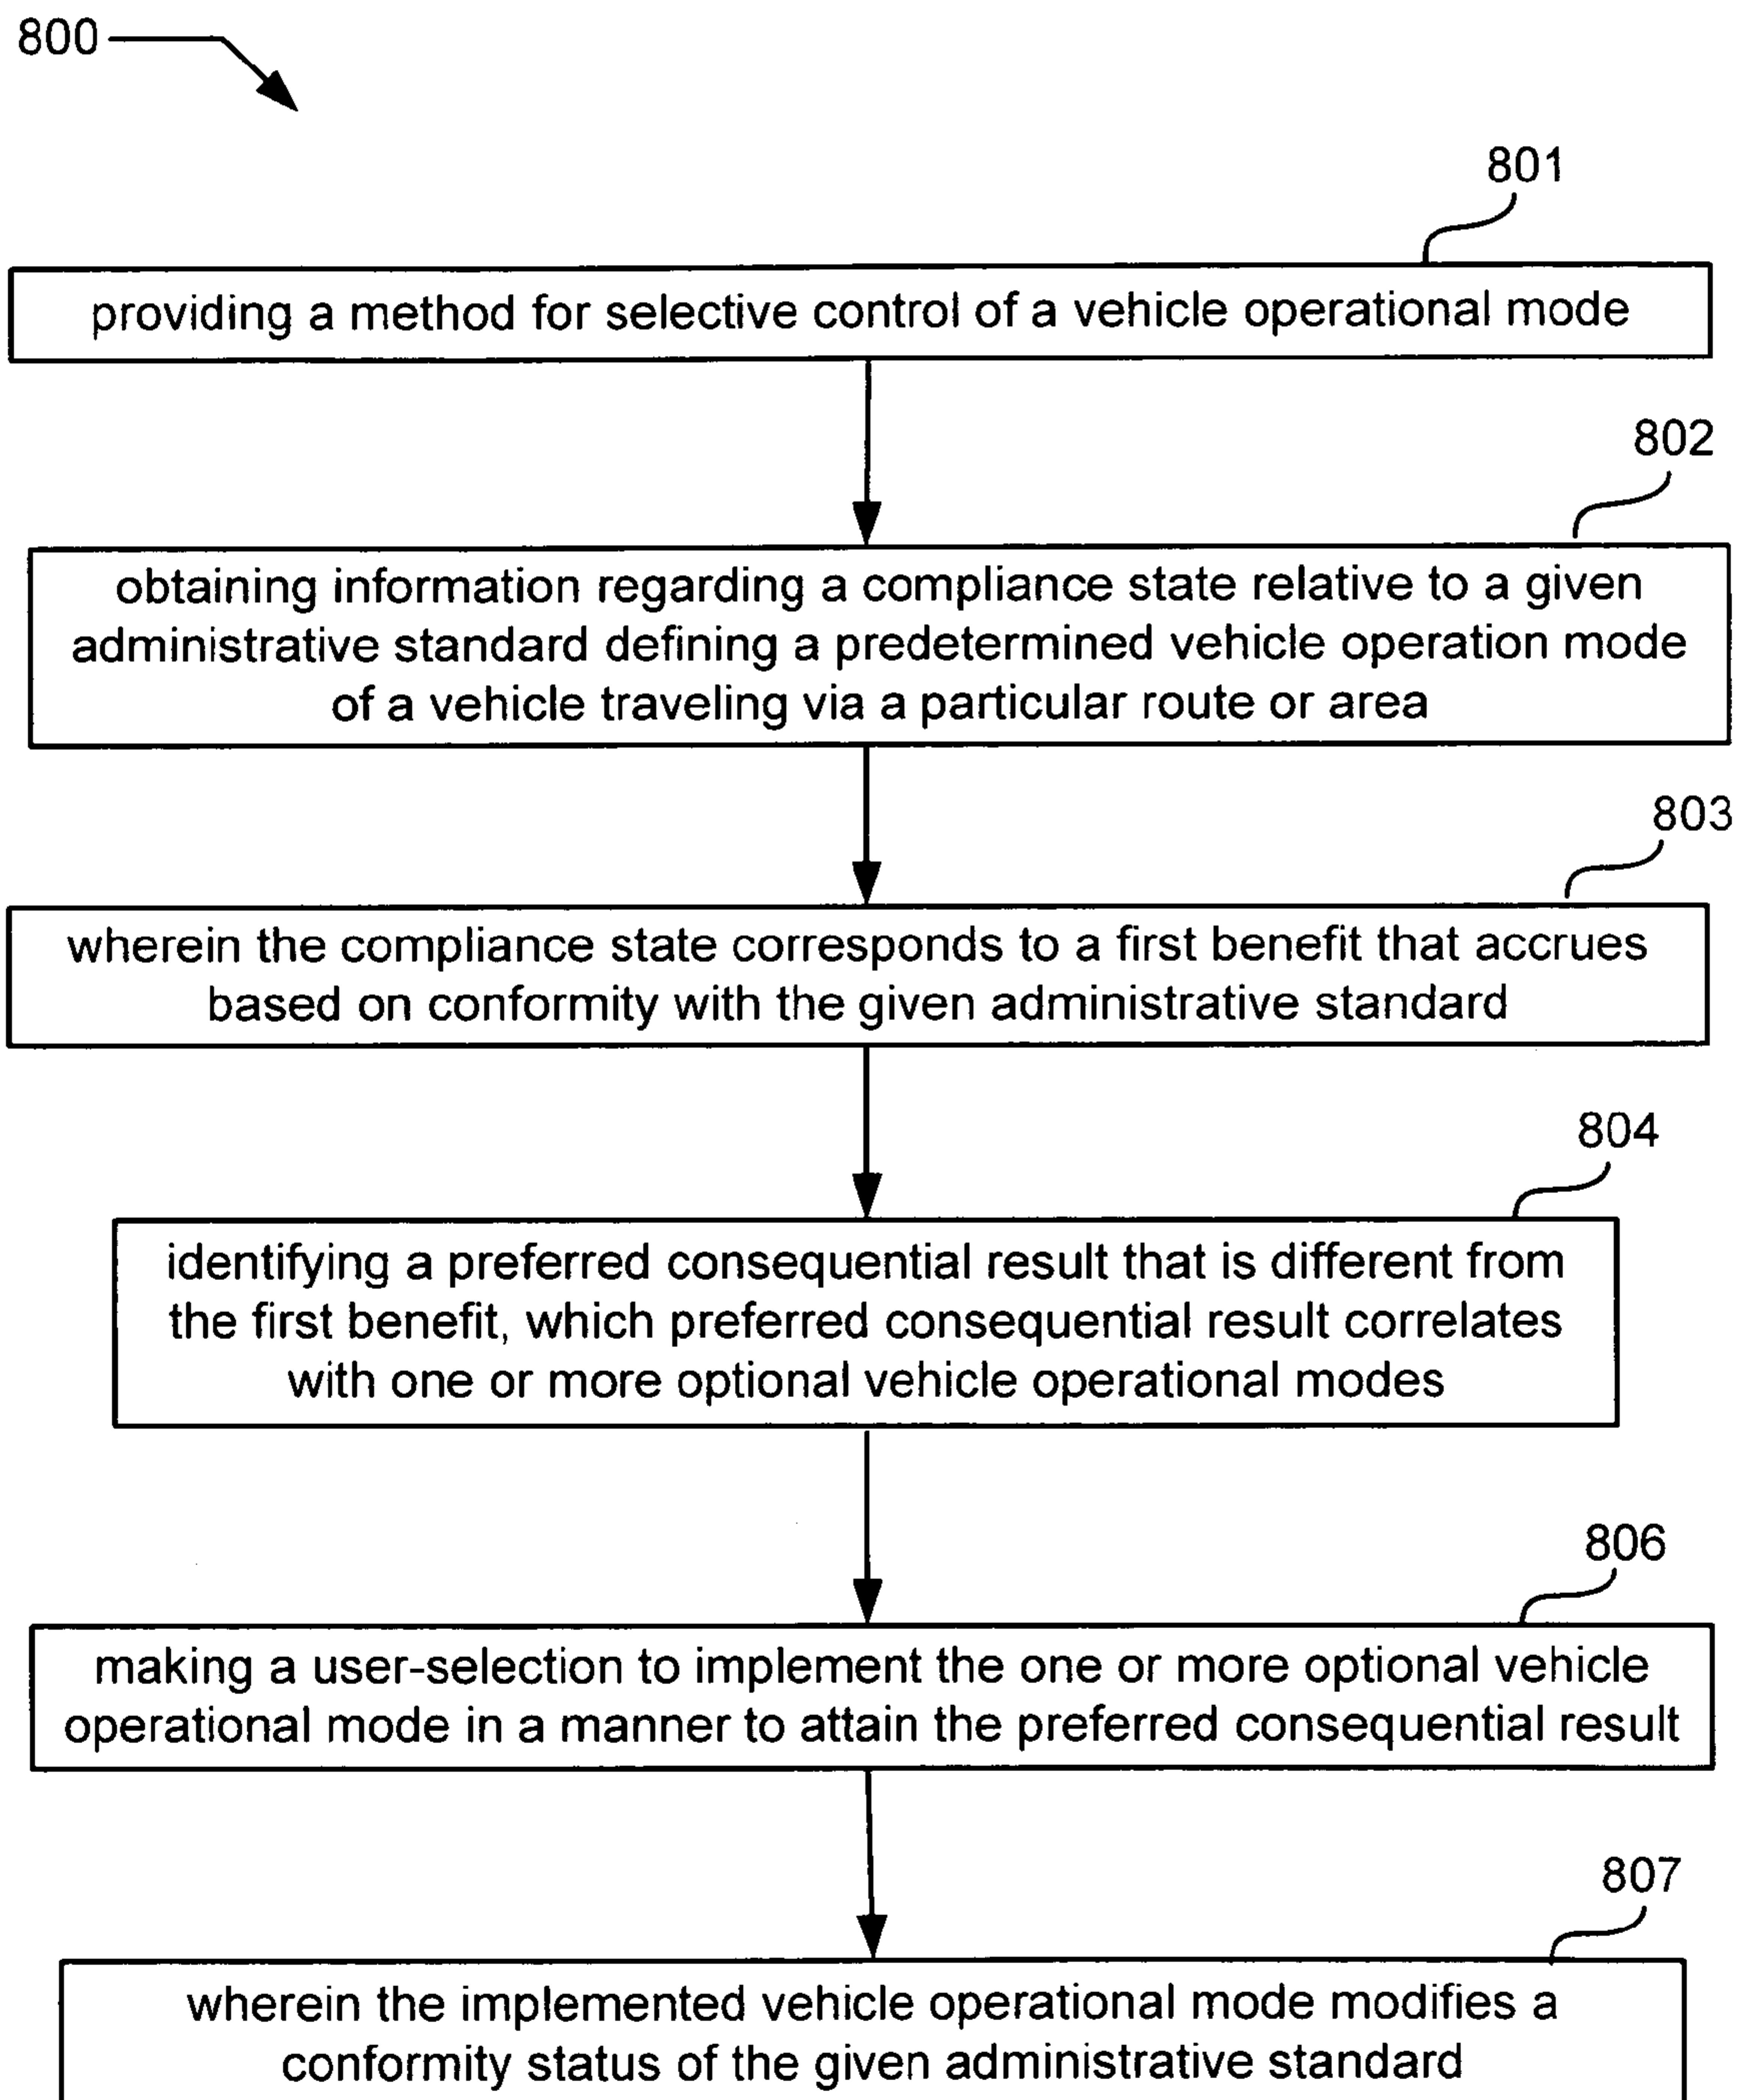 800
801
providing a method for selective control of a vehicle operational mode
802
obtaining information regarding a compliance state relative to a given
administrative standard defining a predetermined vehicle operation mode
of a vehicle traveling via a particular route or area
803
wherein the compliance state corresponds to a first benefit that accrues
based on conformity with the given administrative standard
804
identifying a preferred consequential result that is different from
the first benefit, which preferred consequential result correlates
with one or more optional vehicle operational modes
806
making a user-selection to implement the one or more optional vehicle
operational mode in a manner to attain the preferred consequential result
807
wherein the implemented vehicle operational mode modifies a
conformity status of the given administrative standard